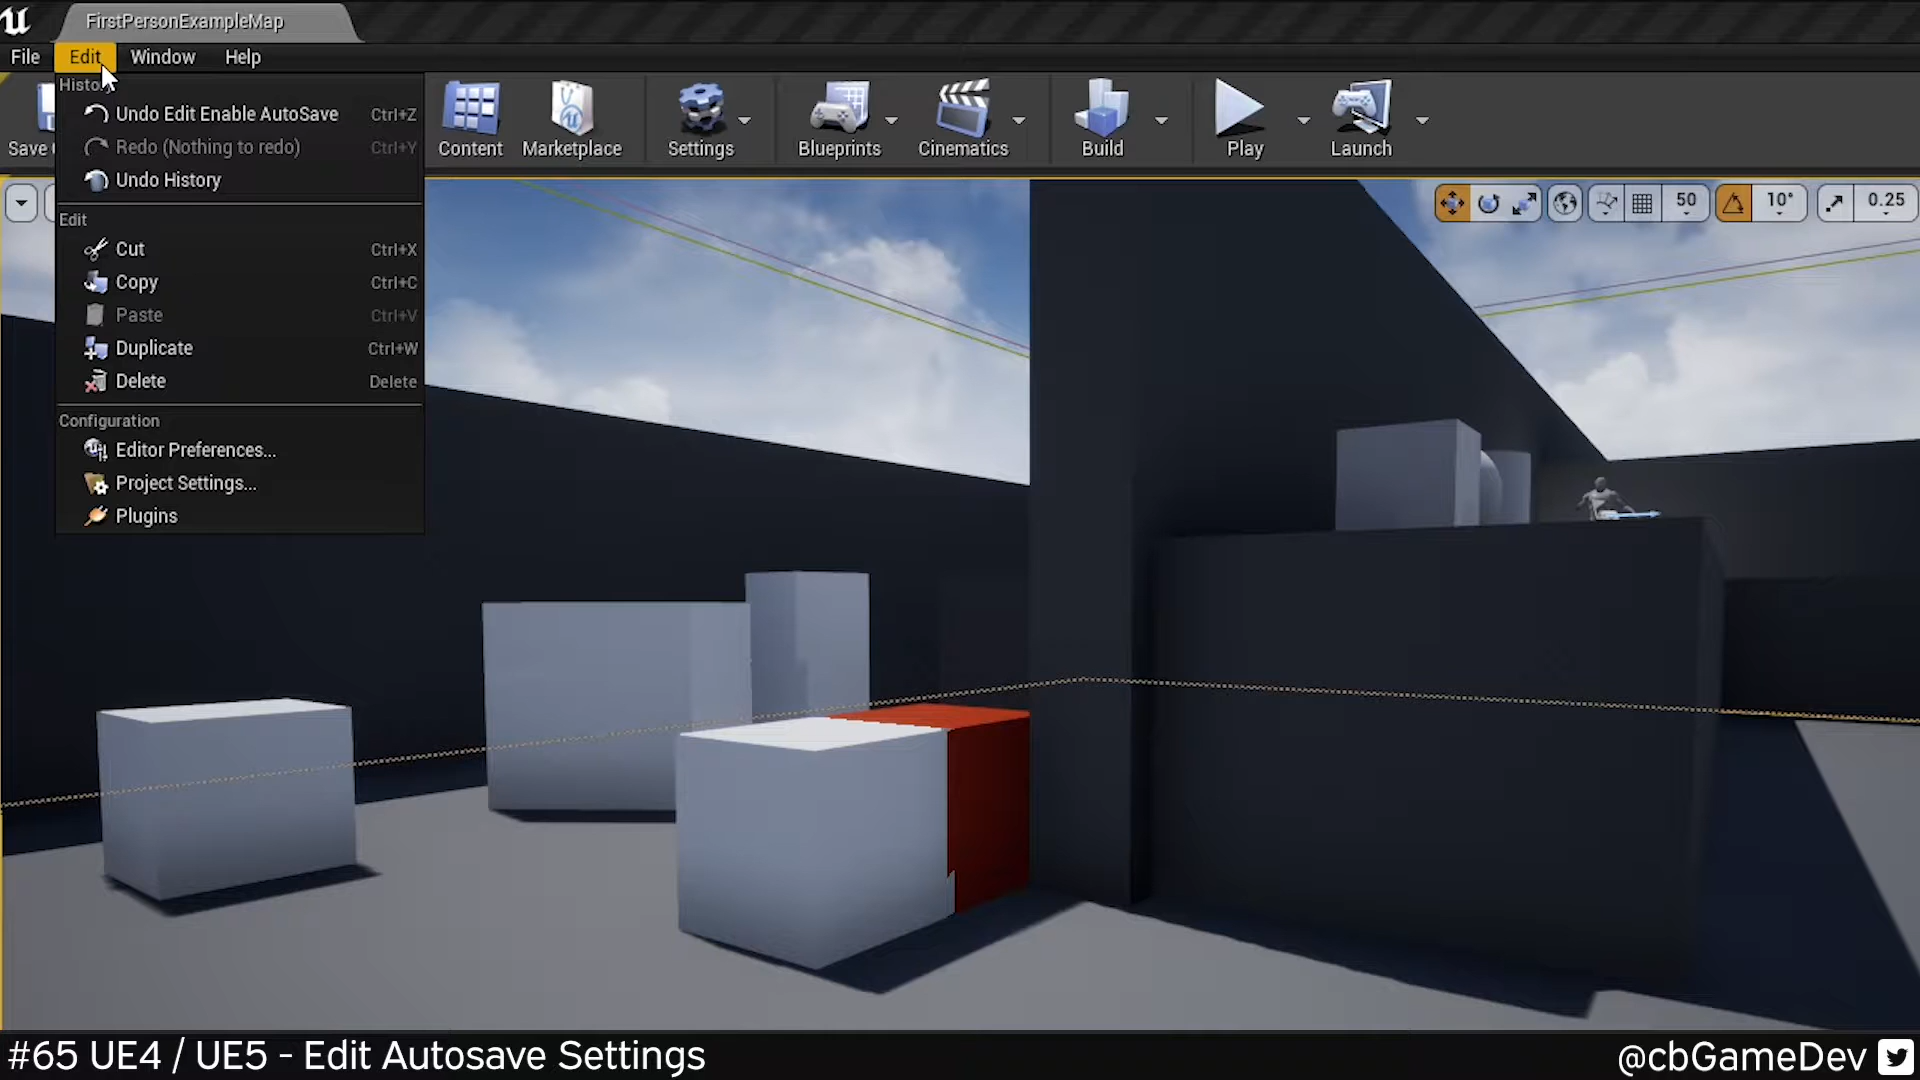 FirstPersonExampleMap
File Edit Window Help
Save
Content Marketplace Settings Blueprints Cinematics Build Play Launch
50 10° 0.25
Undo Edit Enable AutoSave Ctrl+Z
Redo (Nothing to redo) Ctrl+Y
Undo History
Edit
Cut Ctrl+X
Copy Ctrl+C
Paste Ctrl+V
Duplicate Ctrl+W
Delete Delete
Configuration
Editor Preferences...
Project Settings...
Plugins
#65 UE4 / UE5 - Edit Autosave Settings
@cbGameDev